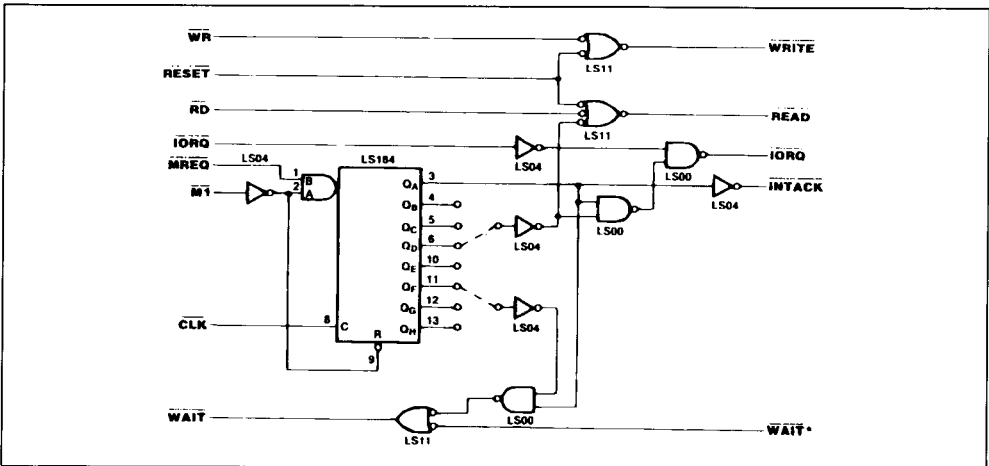 WR
WRITE
LS11
RESET
RD
READ
LS11
IORQ
LS04
IORQ
LS00
MREQ
LS04
LS164
1
B
2
A
M1
QA
3
INTACK
LS04
LS00
QB
4
QC
5
QD
6
LS04
QE
10
QF
11
QG
12
LS04
QH
13
CLK
8
C
R
9
WAIT
LS11
LS00
WAIT*